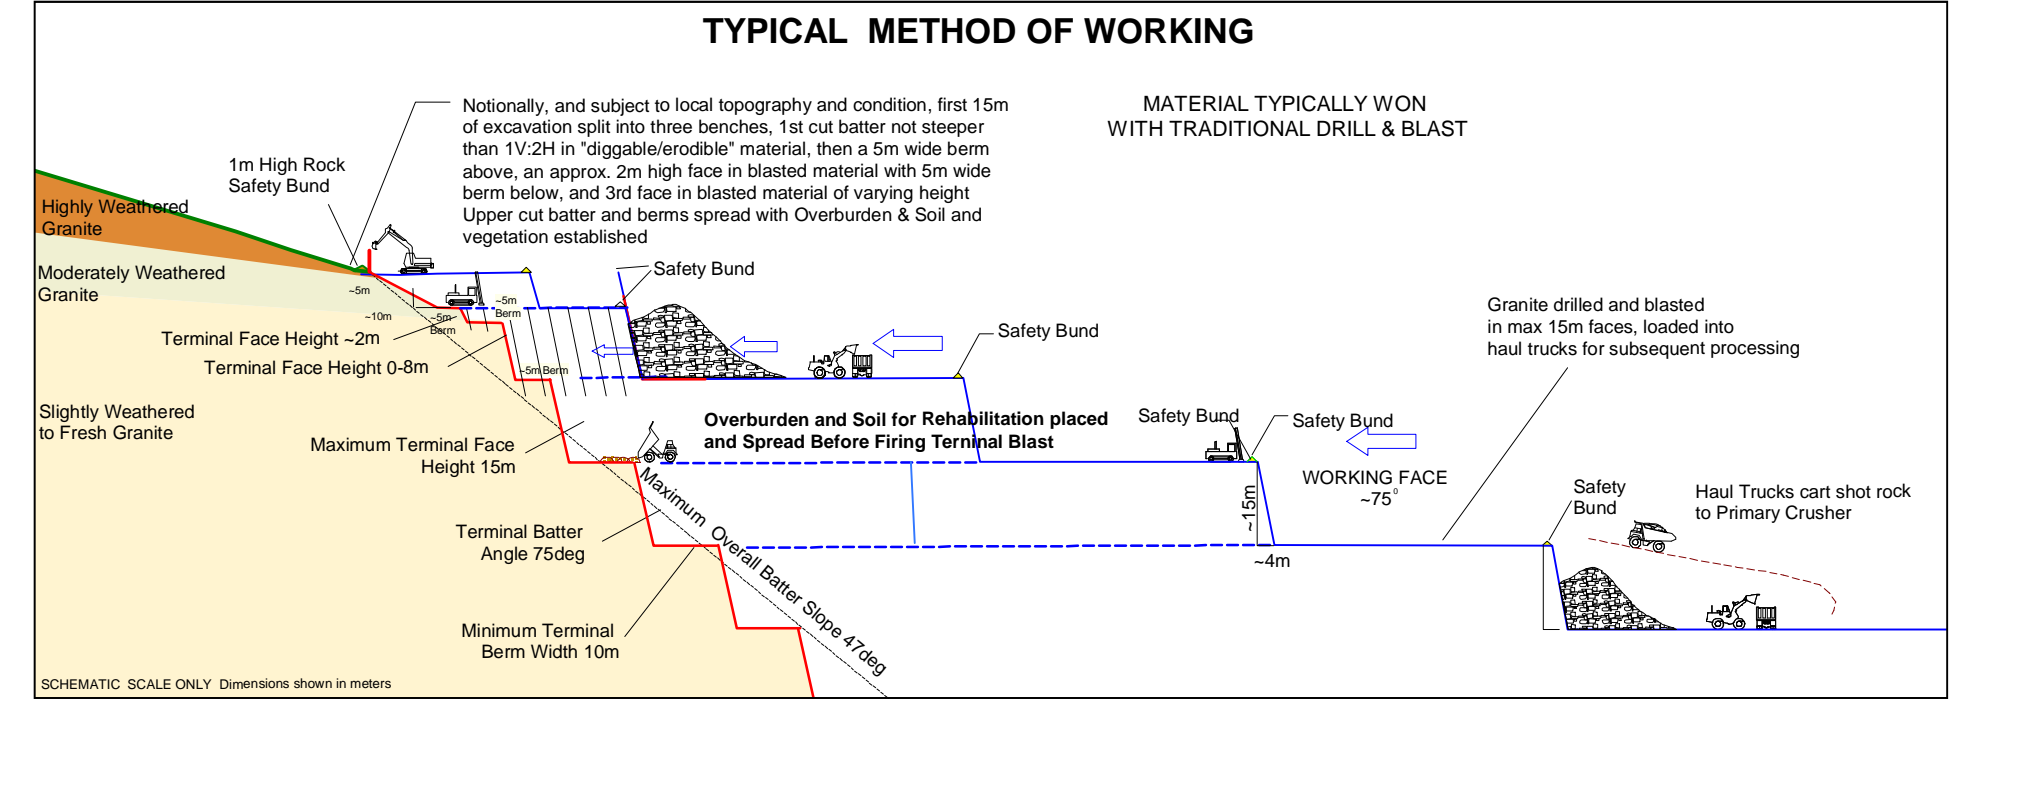 TYPICAL METHOD OF WORKING
Notionally, and subject to local topography and condition, first 15m
of excavation split into three benches, 1st cut batter not steeper
than 1V:2H in "diggable/erodible" material, then a 5m wide berm
above, an approx. 2m high face in blasted material with 5m wide
berm below, and 3rd face in blasted material of varying height
Upper cut batter and berms spread with Overburden & Soil and
vegetation established
MATERIAL TYPICALLY WON
WITH TRADITIONAL DRILL & BLAST
1m High Rock
Safety Bund
Highly Weathered
Granite
Moderately Weathered
Granite
Safety Bund
~5m
~10m
~5m
Berm
~5m
Berm
Terminal Face Height ~2m
Terminal Face Height 0-8m
~5m Berm
Safety Bund
Granite drilled and blasted
in max 15m faces, loaded into
haul trucks for subsequent processing
Slightly Weathered
to Fresh Granite
Overburden and Soil for Rehabilitation placed
and Spread Before Firing Terninal Blast
Safety Bund
Safety Bund
Maximum Terminal Face
Height 15m
WORKING FACE
~75°
~15m
~4m
Safety
Bund
Haul Trucks cart shot rock
to Primary Crusher
Maximum Overall Batter Slope 47deg
Terminal Batter
Angle 75deg
Minimum Terminal
Berm Width 10m
SCHEMATIC SCALE ONLY Dimensions shown in meters